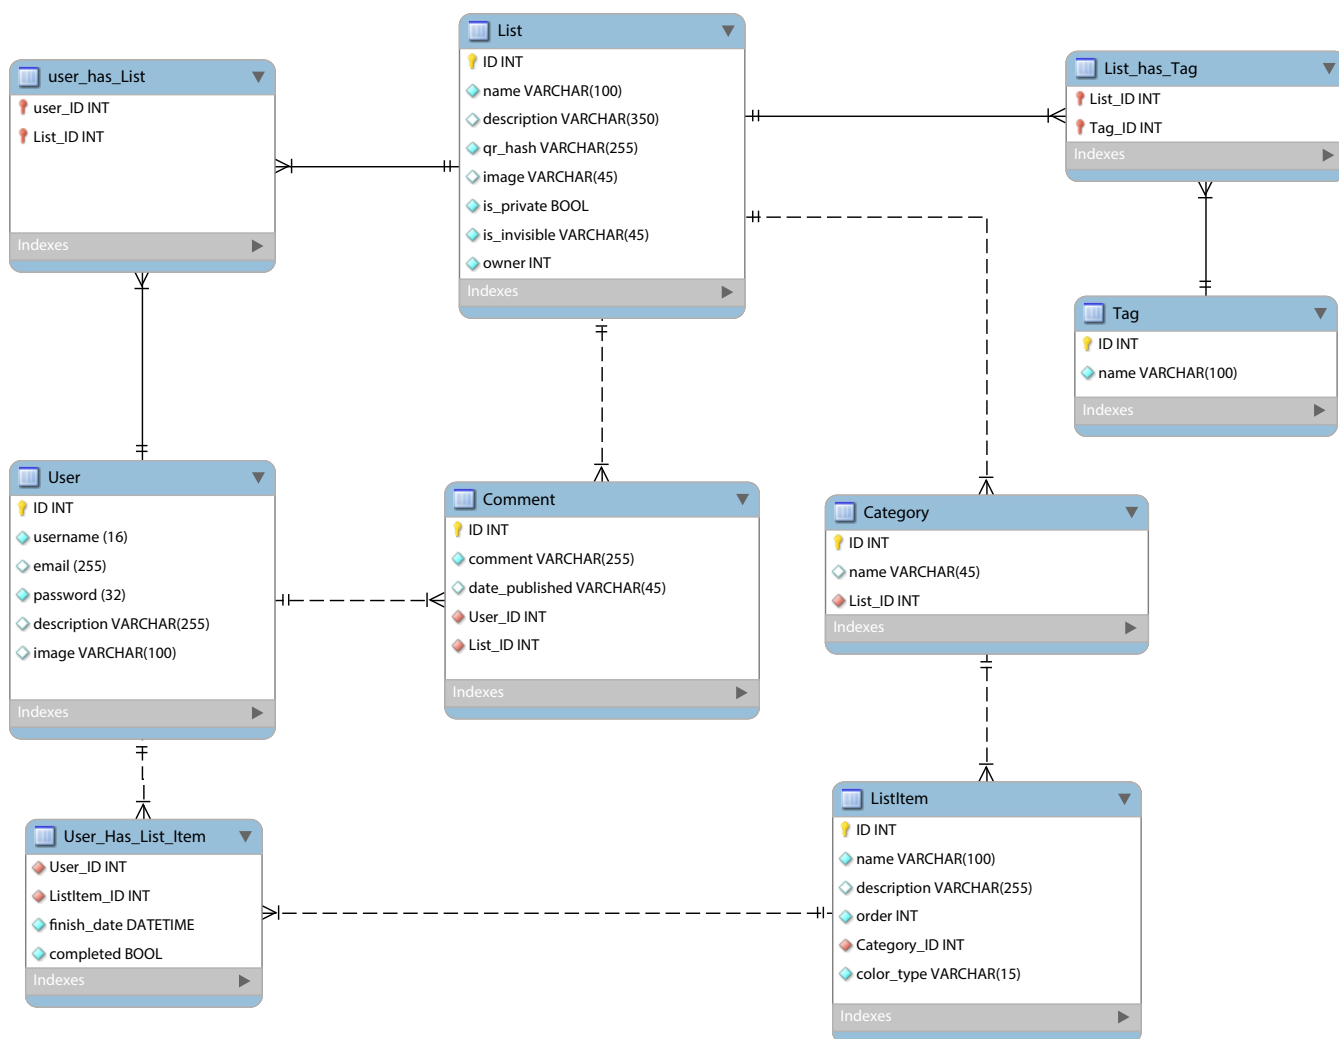 List
ID INT
name VARCHAR(100)
description VARCHAR(350)
qr_hash VARCHAR(255)
image VARCHAR(45)
is_private BOOL
is_invisible VARCHAR(45)
owner INT
Indexes
user_has_List
user_ID INT
List_ID INT
Indexes
List_has_Tag
List_ID INT
Tag_ID INT
Indexes
Tag
ID INT
name VARCHAR(100)
Indexes
User
ID INT
username (16)
email (255)
password (32)
description VARCHAR(255)
image VARCHAR(100)
Indexes
Comment
ID INT
comment VARCHAR(255)
date_published VARCHAR(45)
User_ID INT
List_ID INT
Indexes
Category
ID INT
name VARCHAR(45)
List_ID INT
Indexes
User_Has_List_Item
User_ID INT
ListItem_ID INT
finish_date DATETIME
completed BOOL
Indexes
ListItem
ID INT
name VARCHAR(100)
description VARCHAR(255)
order INT
Category_ID INT
color_type VARCHAR(15)
Indexes